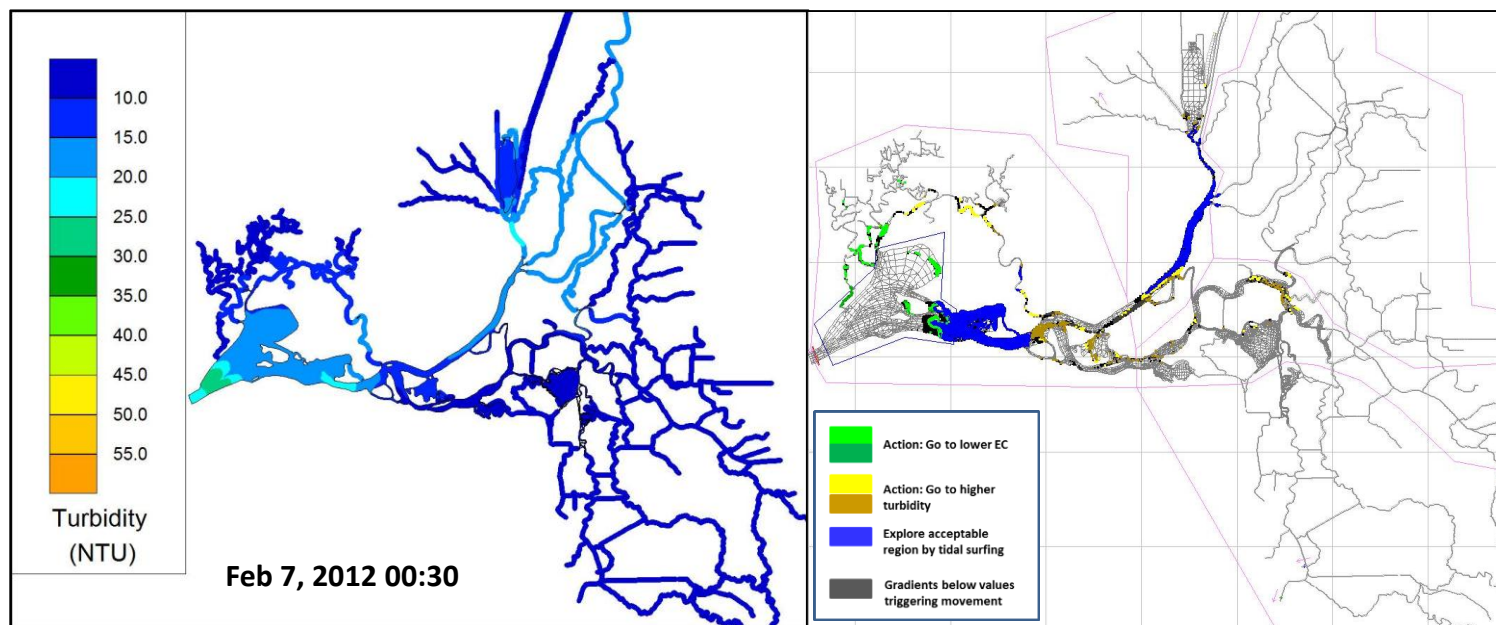 10.0
15.0
20.0
25.0
30.0
35.0
40.0
45.0
50.0
55.0
Turbidity
(NTU)
Feb 7, 2012 00:30
Action: Go to lower EC
Action: Go to higher
turbidity
Explore acceptable
region by tidal surfing
Gradients below values
triggering movement